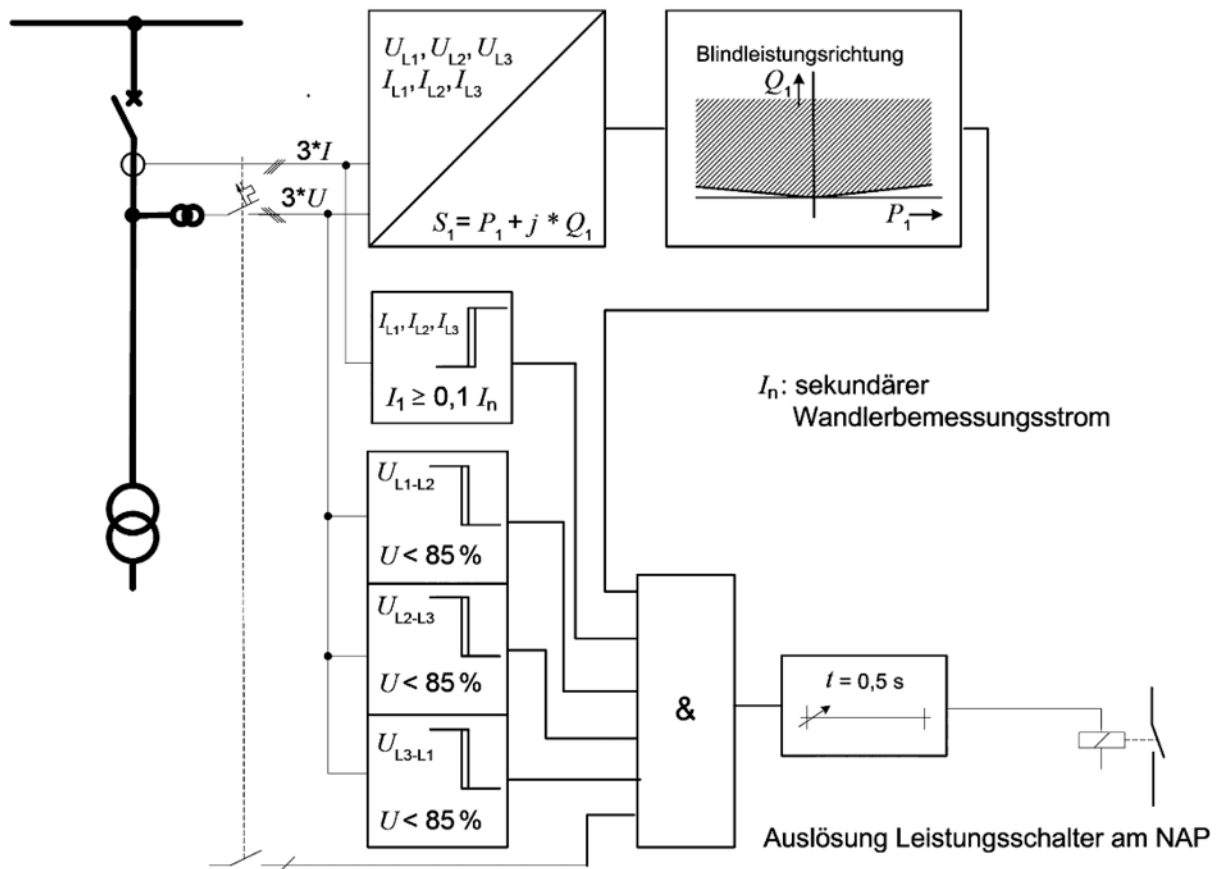 3*I
3*U
U_L1, U_L2, U_L3
I_L1, I_L2, I_L3
S_1 = P_1 + j * Q_1
Blindleistungsrichtung
Q_1
P_1
I_L1, I_L2, I_L3
I_1 ≥ 0,1 I_n
I_n: sekundärer
Wandlerbemessungsstrom
U_L1-L2
U < 85 %
U_L2-L3
U < 85 %
U_L3-L1
U < 85 %
&
t = 0,5 s
Auslösung Leistungsschalter am NAP